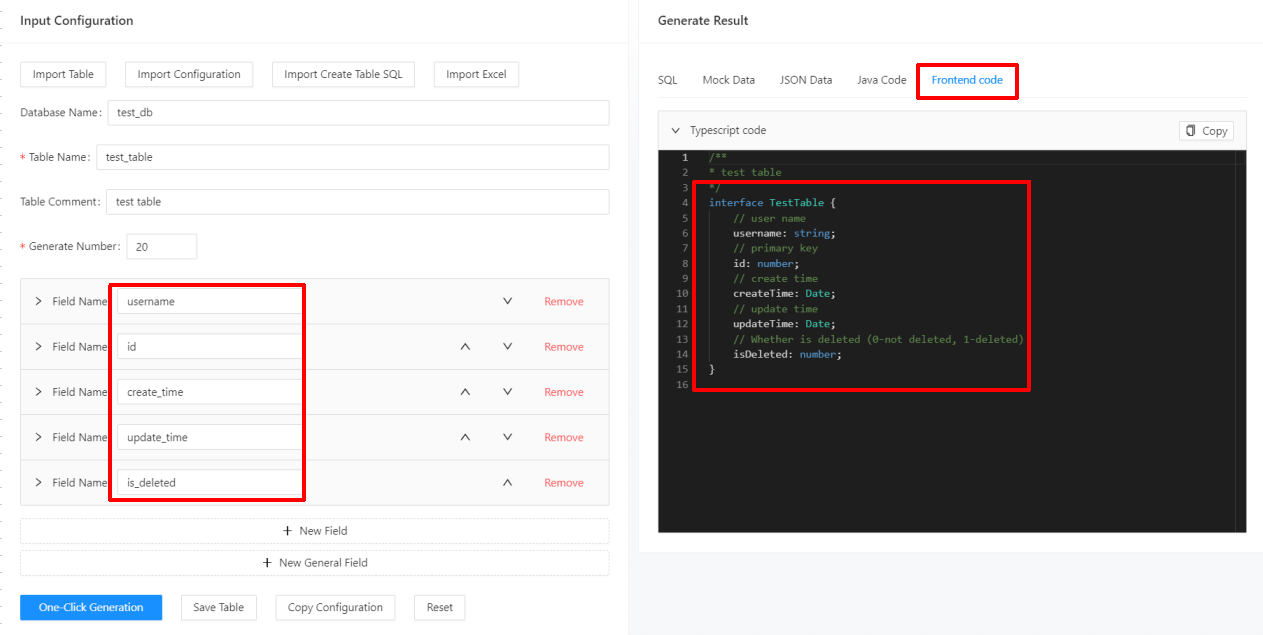 Input Configuration
Import Table Import Configuration Import Create Table SQL Import Excel
Database Name: test_db
* Table Name: test_table
Table Comment: test table
* Generate Number: 20
Field Name username Remove
Field Name id Remove
Field Name create_time Remove
Field Name update_time Remove
Field Name is_deleted Remove
+ New Field
+ New General Field
One-Click Generation Save Table Copy Configuration Reset
Generate Result
SQL Mock Data JSON Data Java Code Frontend code
Typescript code Copy
1 /**
2 * test table
3 */
4 interface TestTable {
5 // user name
6 username: string;
7 // primary key
8 id: number;
9 // create time
10 createTime: Date;
11 // update time
12 updateTime: Date;
13 // Whether is deleted (0-not deleted, 1-deleted)
14 isDeleted: number;
15 }
16